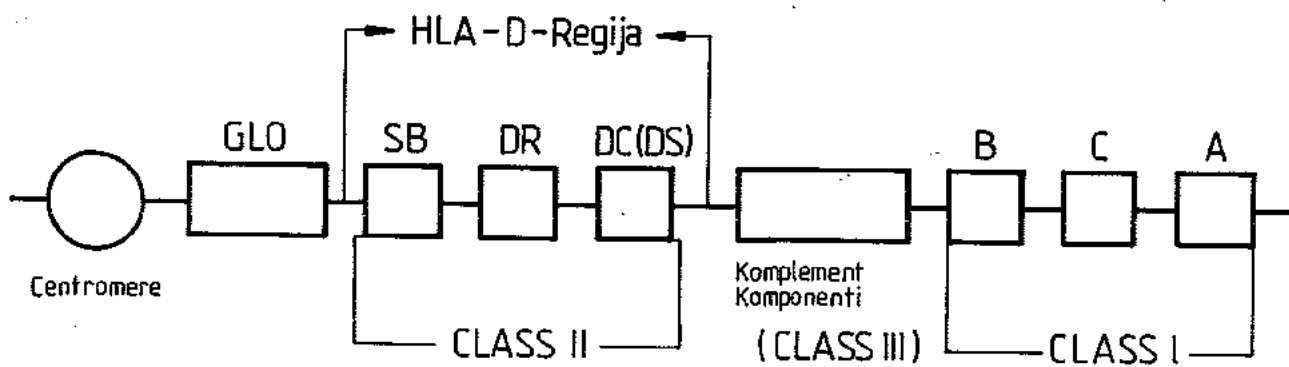 HLA-D-Regija
GLO
SB
DR
DC(DS)
B
C
A
Centromere
Komplement
Komponenti
CLASS II
(CLASS III)
CLASS I